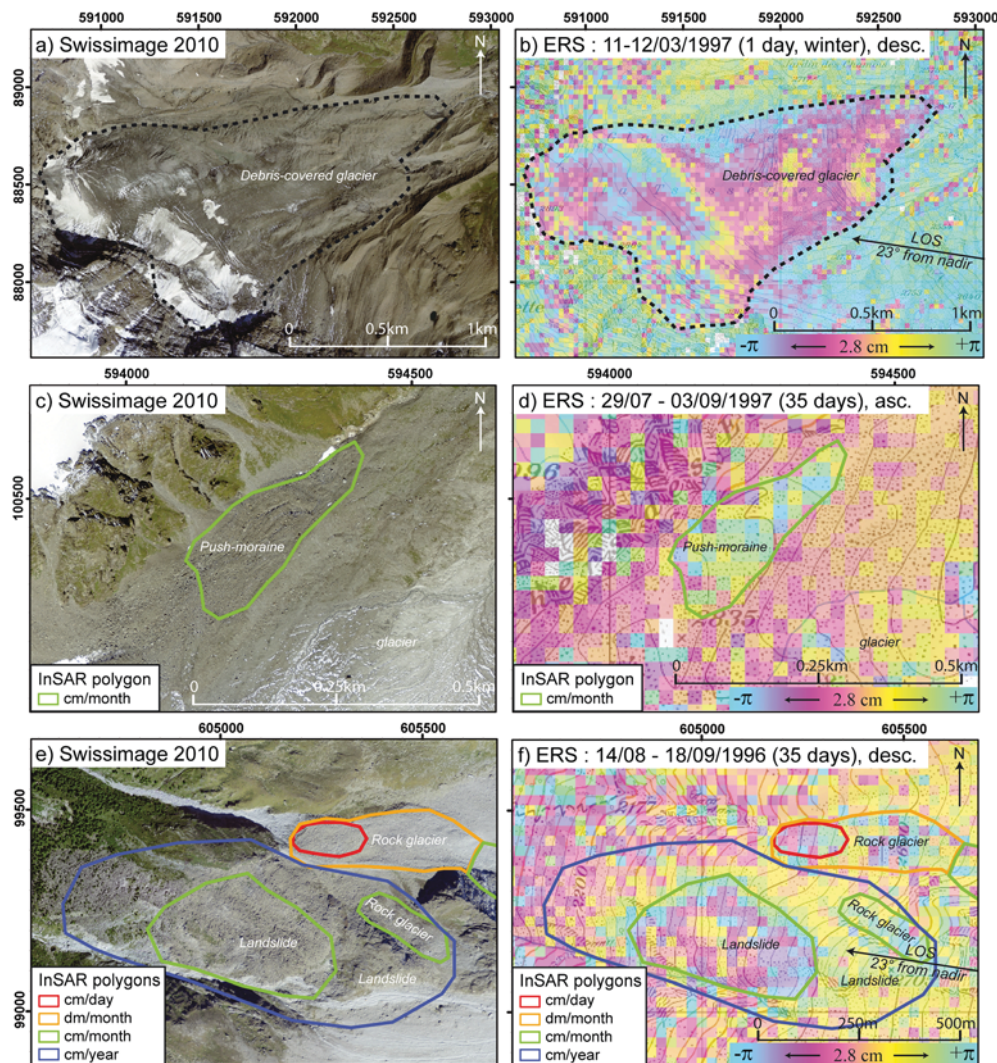 591000 591500 592000 592500 593000
591000 591500 592000 592500 593000
a) Swissimage 2010
N
89000
88500
88000
Debris-covered glacier
0 0.5km 1km
b) ERS : 11-12/03/1997 (1 day, winter), desc.
N
Debris-covered glacier
LOS
23° from nadir
0 0.5km 1km
-π 2.8 cm +π
594000 594500
594000 594500
c) Swissimage 2010
N
100500
Push-moraine
glacier
InSAR polygon
cm/month
0 0.25km 0.5km
d) ERS : 29/07 - 03/09/1997 (35 days), asc.
N
Push-moraine
2835
glacier
0 0.25km 0.5km
-π 2.8 cm +π
605000 605500
605000 605500
e) Swissimage 2010
N
995000
99000
Rock glacier
Rock glacier
Landslide
Landslide
InSAR polygons
cm/day
dm/month
cm/month
cm/year
f) ERS : 14/08 - 18/09/1996 (35 days), desc.
N
2177
2200
Rock glacier
Rock glacier
Landslide
LOS
23° from nadir
Landslide
InSAR polygons
cm/day
dm/month
cm/month
cm/year
0 250m 500m
-π 2.8 cm +π